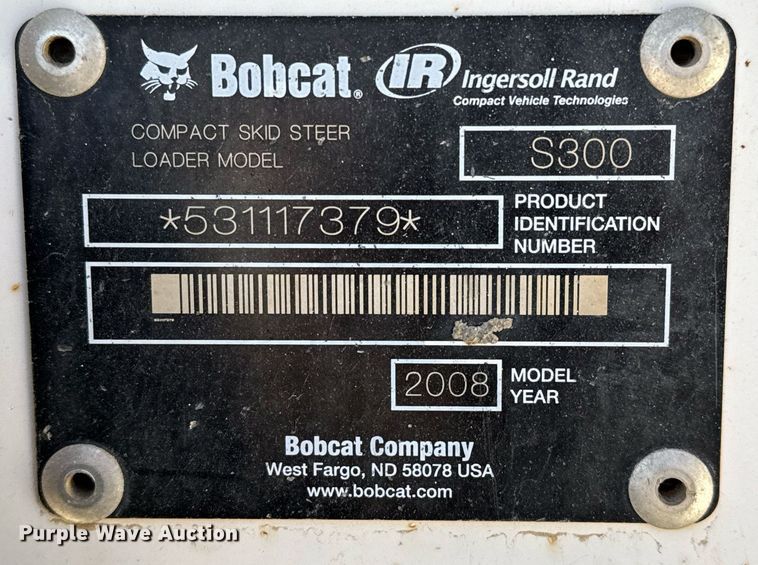 Bobcat® IR Ingersoll Rand
Compact Vehicle Technologies
COMPACT SKID STEER
LOADER MODEL
S300
*531117379*
PRODUCT
IDENTIFICATION
NUMBER
531117379
2008
MODEL
YEAR
Bobcat Company
West Fargo, ND 58078 USA
www.bobcat.com
Purple Wave Auction